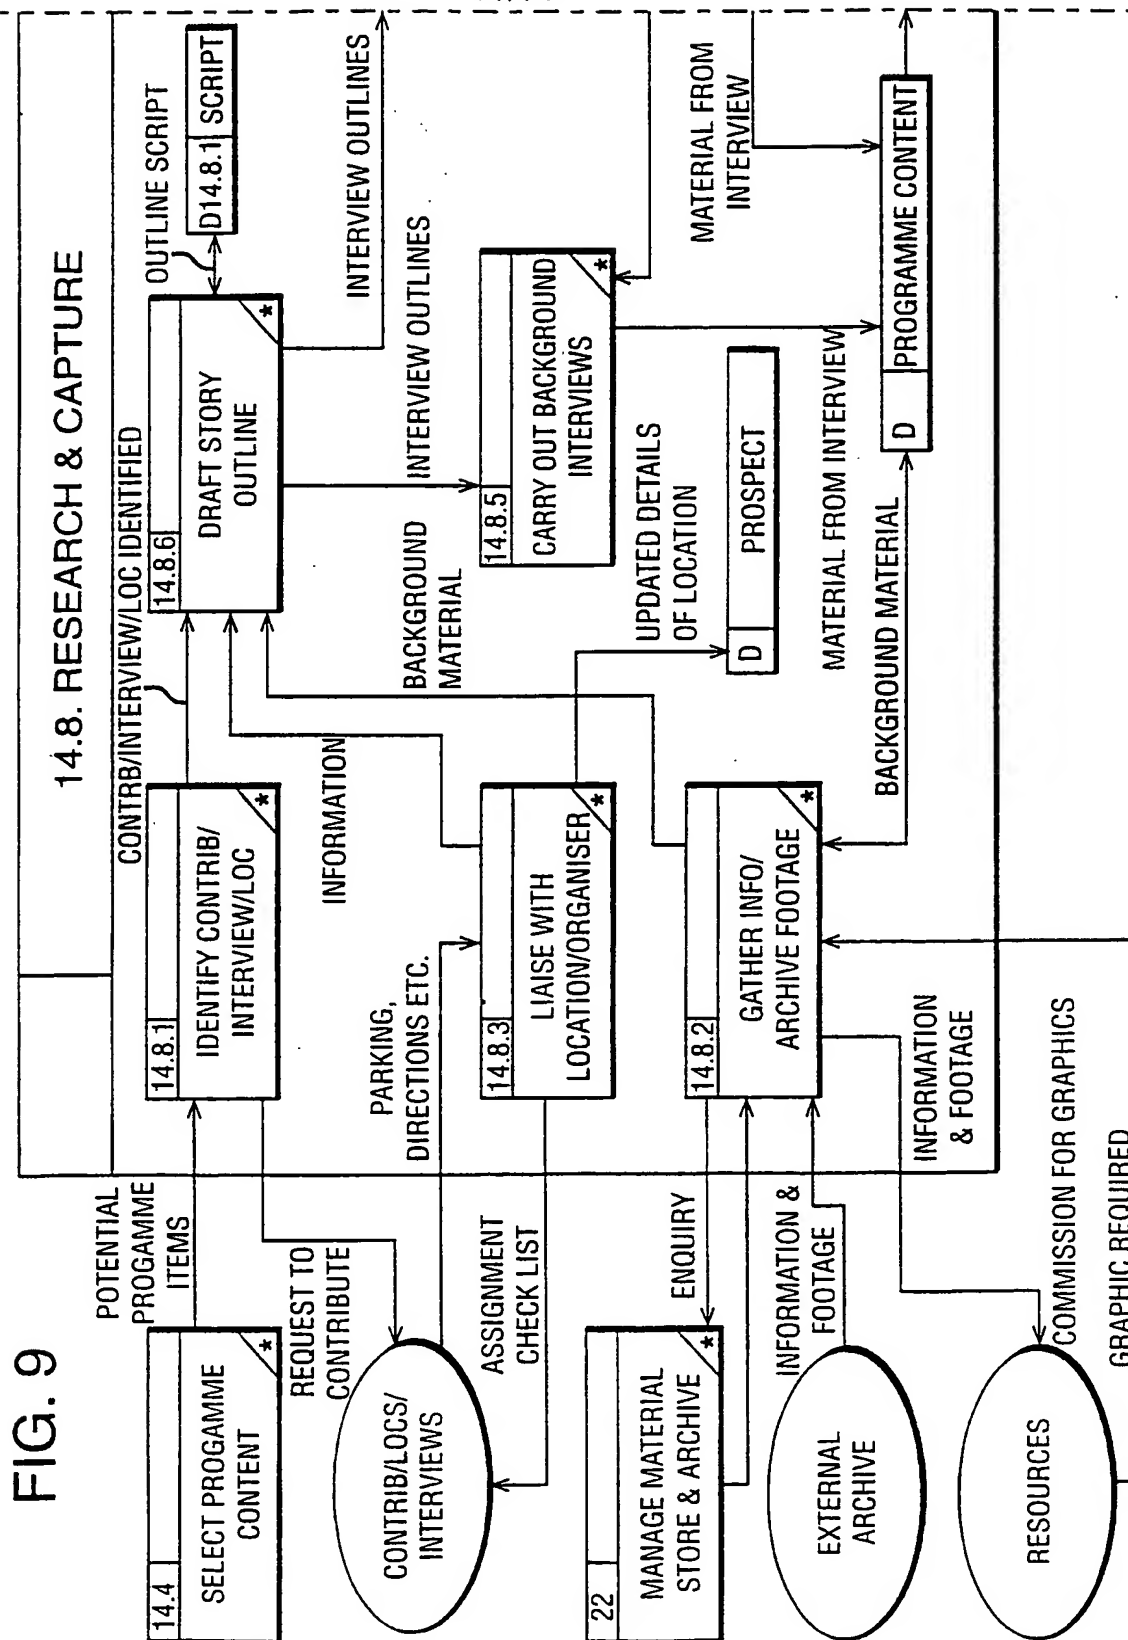 FIG. 9
14.8. RESEARCH & CAPTURE
14.4
SELECT PROGAMME
CONTENT
POTENTIAL
PROGAMME
ITEMS
14.8.1
IDENTIFY CONTRIB/
INTERVIEW/LOC
*
*
CONTRB/INTERVIEW/LOC IDENTIFIED
14.8.6
DRAFT STORY
OUTLINE
*
OUTLINE SCRIPT
D14.8.1 SCRIPT
REQUEST TO
CONTRIBUTE
CONTRIB/LOCS/
INTERVIEWS
PARKING,
DIRECTIONS ETC.
INFORMATION
BACKGROUND
MATERIAL
INTERVIEW OUTLINES
INTERVIEW OUTLINES
ASSIGNMENT
CHECK LIST
14.8.3
LIAISE WITH
LOCATION/ORGANISER
*
14.8.5
CARRY OUT BACKGROUND
INTERVIEWS
*
UPDATED DETAILS
OF LOCATION
D PROSPECT
MATERIAL FROM
INTERVIEW
22
MANAGE MATERIAL
STORE & ARCHIVE
*
ENQUIRY
14.8.2
GATHER INFO/
ARCHIVE FOOTAGE
*
MATERIAL FROM INTERVIEW
BACKGROUND MATERIAL
D PROGRAMME CONTENT
INFORMATION &
FOOTAGE
EXTERNAL
ARCHIVE
INFORMATION
& FOOTAGE
RESOURCES
COMMISSION FOR GRAPHICS
GRAPHIC REQUIRED